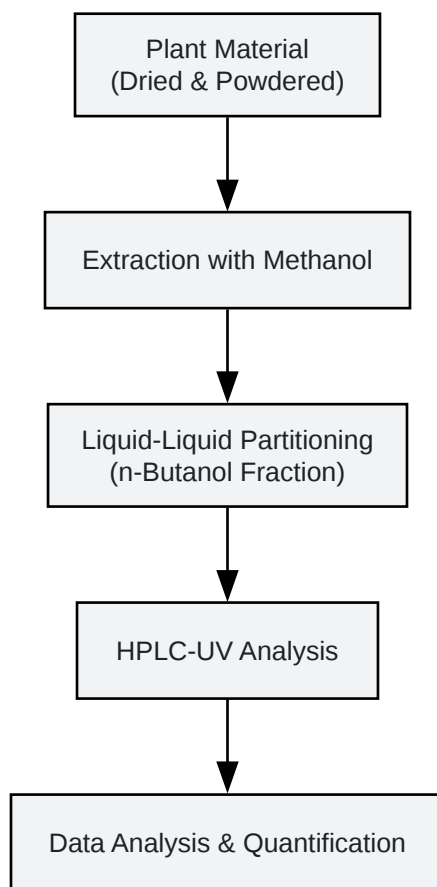 Plant Material
(Dried & Powdered)
Extraction with Methanol
Liquid-Liquid Partitioning
(n-Butanol Fraction)
HPLC-UV Analysis
Data Analysis & Quantification